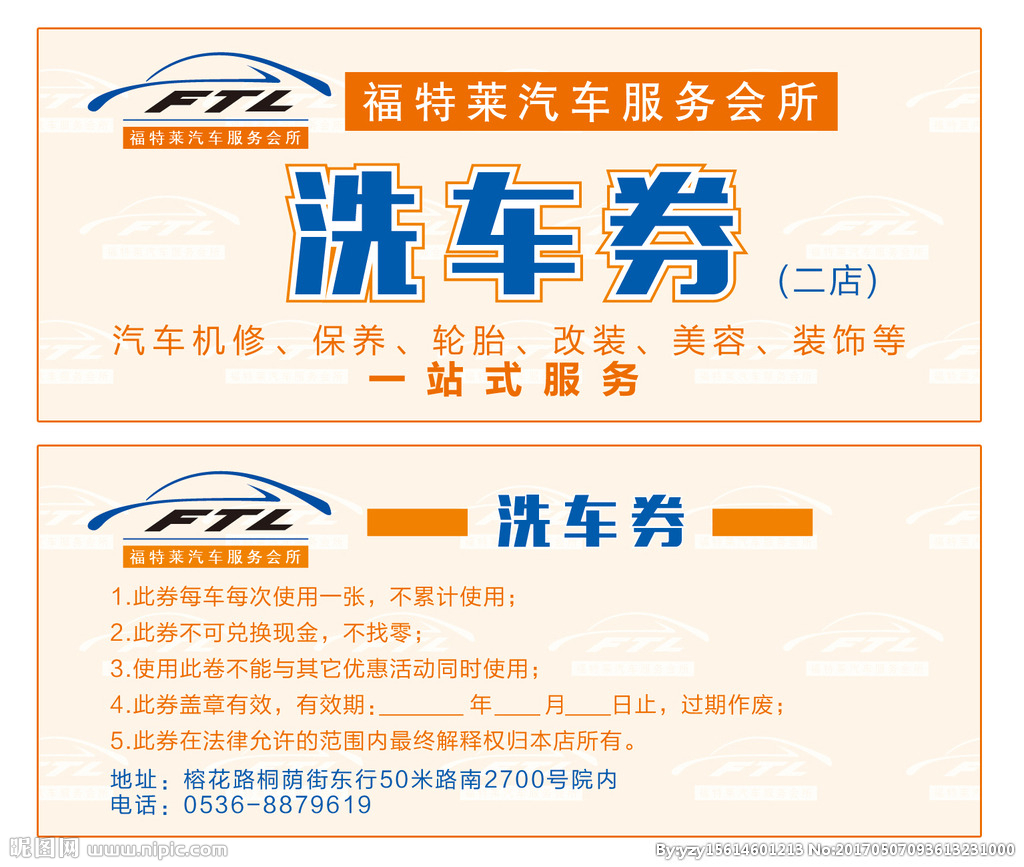 FTL
福特莱汽车服务会所
福特莱汽车服务会所
洗车券
(二店)
汽车机修、保养、轮胎、改装、美容、装饰等
一站式服务
FTL
福特莱汽车服务会所
洗车券
1.此券每车每次使用一张，不累计使用；
2.此券不可兑换现金，不找零；
3.使用此卷不能与其它优惠活动同时使用；
4.此券盖章有效，有效期：_______ 年____月____日止，过期作废；
5.此券在法律允许的范围内最终解释权归本店所有。
地址：榕花路桐荫街东行50米路南2700号院内
电话：0536-8879619
昵图网 www.nipic.com
By:yzy15614601213 No:20170507093613231000